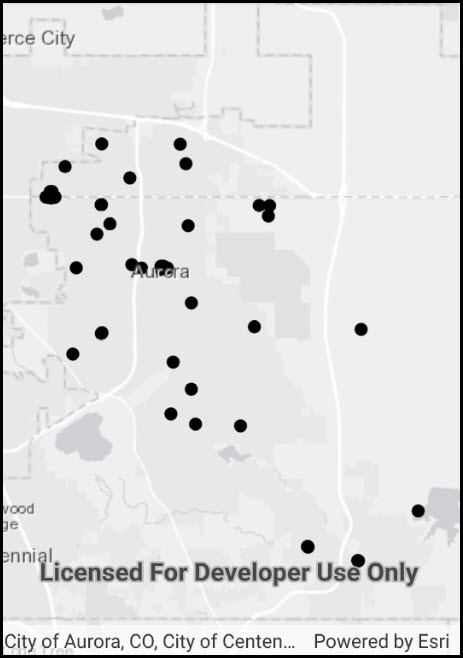 erce City
Aurora
wood
ge
ennial
Licensed For Developer Use Only
City of Aurora, CO, City of Centen... Powered by Esri